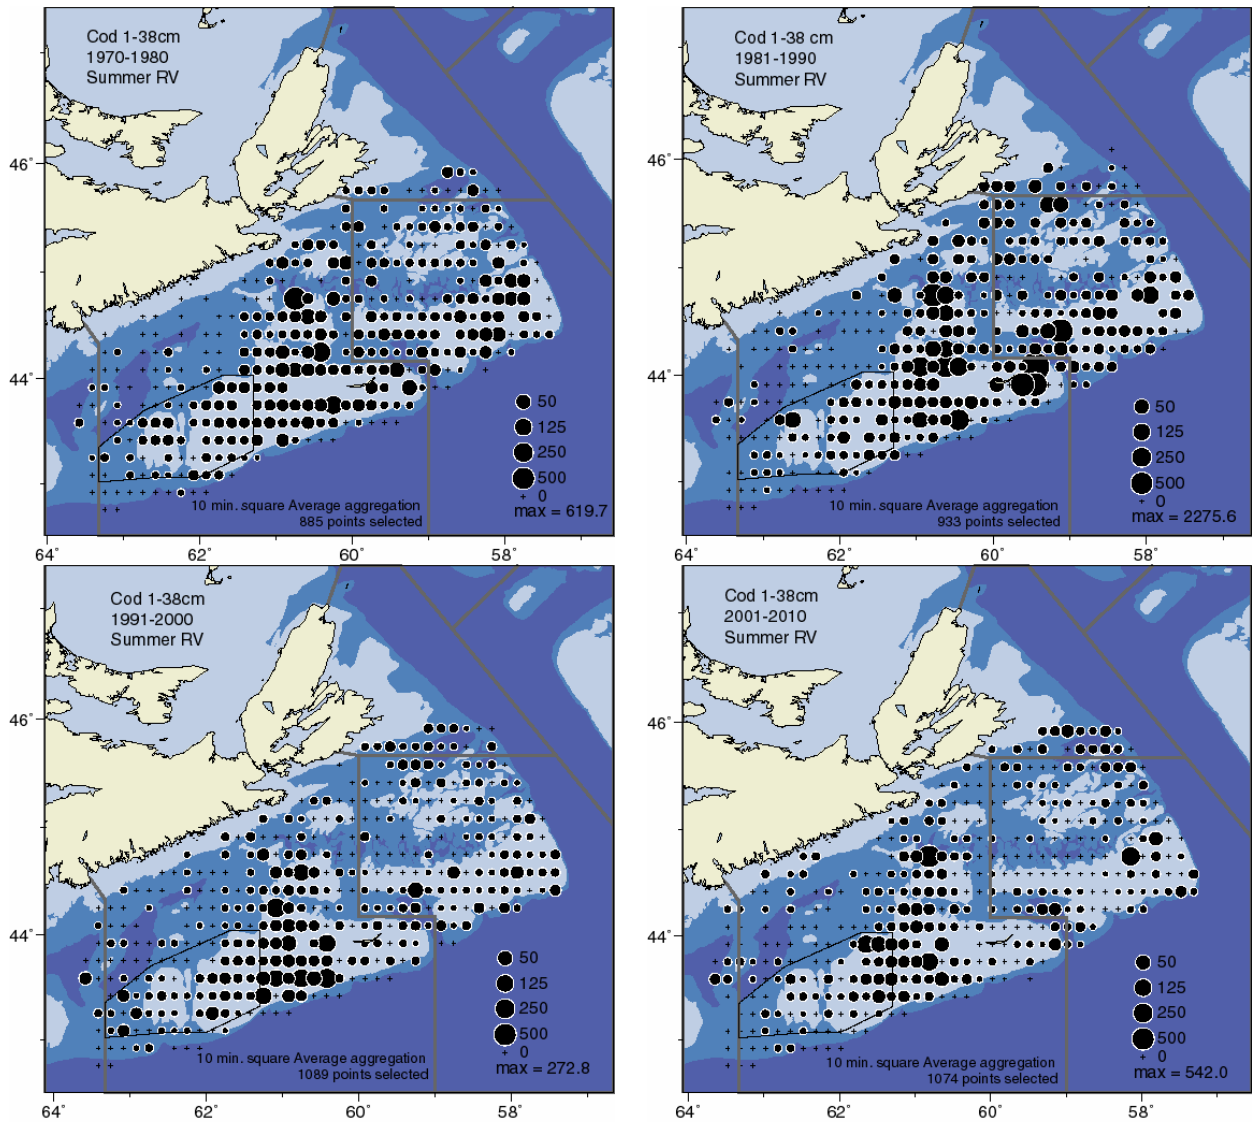 Cod 1-38cm
1970-1980
Summer RV
46°
44°
50
125
250
500
0
max = 619.7
10 min. square Average aggregation
885 points selected
64° 62° 60° 58°
Cod 1-38 cm
1981-1990
Summer RV
46°
44°
50
125
250
500
0
max = 2275.6
10 min. square Average aggregation
933 points selected
64° 62° 60° 58°
Cod 1-38cm
1991-2000
Summer RV
46°
44°
50
125
250
500
0
max = 272.8
10 min. square Average aggregation
1089 points selected
64° 62° 60° 58°
Cod 1-38cm
2001-2010
Summer RV
46°
44°
50
125
250
500
0
max = 542.0
10 min. square Average aggregation
1074 points selected
64° 62° 60° 58°